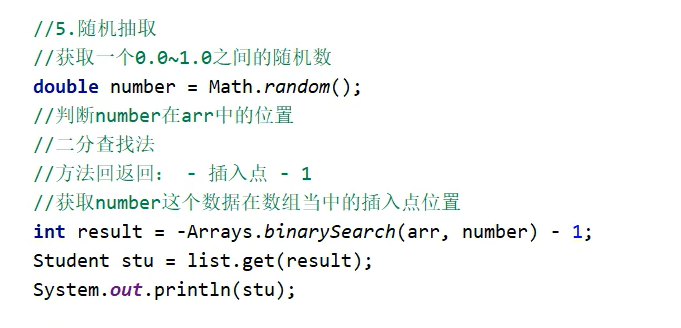 //5.随机抽取
//获取一个0.0~1.0之间的随机数
double number = Math.random();
//判断number在arr中的位置
//二分查找法
//方法回返回： - 插入点 - 1
//获取number这个数据在数组当中的插入点位置
int result = -Arrays.binarySearch(arr, number) - 1;
Student stu = list.get(result);
System.out.println(stu);